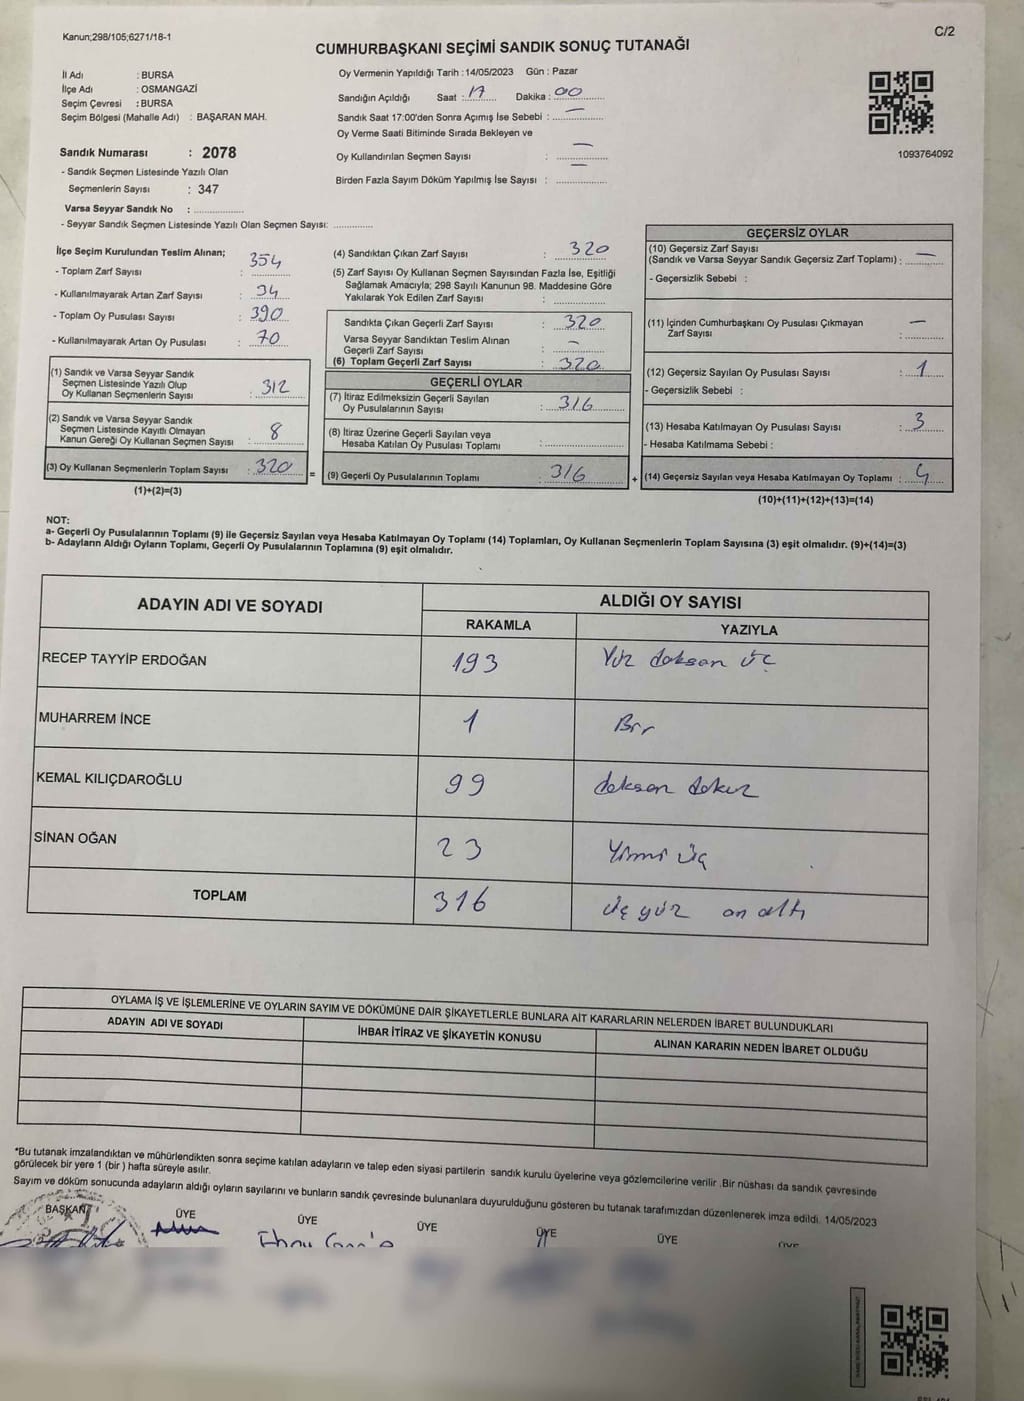 Kanun;298/105;6271/18-1
C/2
CUMHURBAŞKANI SEÇİMİ SANDIK SONUÇ TUTANAĞI
İl Adı : BURSA
İlçe Adı : OSMANGAZİ
Seçim Çevresi : BURSA
Seçim Bölgesi (Mahalle Adı) : BAŞARAN MAH.
Sandık Numarası : 2078
- Sandık Seçmen Listesinde Yazılı Olan
Seçmenlerin Sayısı : 347
Varsa Seyyar Sandık No : ................
- Seyyar Sandık Seçmen Listesinde Yazılı Olan Seçmen Sayısı: ............
Oy Vermenin Yapıldığı Tarih : 14/05/2023 Gün : Pazar
Sandığın Açıldığı Saat : 17 Dakika : 00
Sandık Saat 17:00'den Sonra Açımış İse Sebebi : —
Oy Verme Saati Bitiminde Sırada Bekleyen ve
Oy Kullandırılan Seçmen Sayısı : —
Birden Fazla Sayım Döküm Yapılmış İse Sayısı : —
1093764092
İlçe Seçim Kurulundan Teslim Alınan;
- Toplam Zarf Sayısı : 354
- Kullanılmayarak Artan Zarf Sayısı : 34
- Toplam Oy Pusulası Sayısı : 390
- Kullanılmayarak Artan Oy Pusulası : 70
(1) Sandık ve Varsa Seyyar Sandık
Seçmen Listesinde Yazılı Olup
Oy Kullanan Seçmenlerin Sayısı : 312
(2) Sandık ve Varsa Seyyar Sandık
Seçmen Listesinde Kayıtlı Olmayan
Kanun Gereği Oy Kullanan Seçmen Sayısı : 8
(3) Oy Kullanan Seçmenlerin Toplam Sayısı : 320 =
(1)+(2)=(3)
(4) Sandıktan Çıkan Zarf Sayısı : 320
(5) Zarf Sayısı Oy Kullanan Seçmen Sayısından Fazla İse, Eşitliği
Sağlamak Amacıyla; 298 Sayılı Kanunun 98. Maddesine Göre
Yakılarak Yok Edilen Zarf Sayısı : ................
Sandıkta Çıkan Geçerli Zarf Sayısı : 320
Varsa Seyyar Sandıktan Teslim Alınan
Geçerli Zarf Sayısı : —
(6) Toplam Geçerli Zarf Sayısı : 320
GEÇERLİ OYLAR
(7) İtiraz Edilmeksizin Geçerli Sayılan
Oy Pusulalarının Sayısı : 316
(8) İtiraz Üzerine Geçerli Sayılan veya
Hesaba Katılan Oy Pusulası Toplamı : ................
(9) Geçerli Oy Pusulalarının Toplamı : 316 +
GEÇERSİZ OYLAR
(10) Geçersiz Zarf Sayısı
(Sandık ve Varsa Seyyar Sandık Geçersiz Zarf Toplamı) : —
- Geçersizlik Sebebi :
(11) İçinden Cumhurbaşkanı Oy Pusulası Çıkmayan
Zarf Sayısı : —
(12) Geçersiz Sayılan Oy Pusulası Sayısı : 1
- Geçersizlik Sebebi :
(13) Hesaba Katılmayan Oy Pusulası Sayısı : 3
- Hesaba Katılmama Sebebi :
(14) Geçersiz Sayılan veya Hesaba Katılmayan Oy Toplamı : 4
(10)+(11)+(12)+(13)=(14)
NOT:
a- Geçerli Oy Pusulalarının Toplamı (9) ile Geçersiz Sayılan veya Hesaba Katılmayan Oy Toplamı (14) Toplamları, Oy Kullanan Seçmenlerin Toplam Sayısına (3) eşit olmalıdır. (9)+(14)=(3)
b- Adayların Aldığı Oyların Toplamı, Geçerli Oy Pusulalarının Toplamına (9) eşit olmalıdır.
ADAYIN ADI VE SOYADI ALDIĞI OY SAYISI
RAKAMLA YAZIYLA
RECEP TAYYİP ERDOĞAN 193 Yüz doksan üç
MUHARREM İNCE 1 Bir
KEMAL KILIÇDAROĞLU 99 doksan dokuz
SİNAN OĞAN 23 Yirmi üç
TOPLAM 316 üç yüz on altı
OYLAMA İŞ VE İŞLEMLERİNE VE OYLARIN SAYIM VE DÖKÜMÜNE DAİR ŞİKAYETLERLE BUNLARA AİT KARARLARIN NELERDEN İBARET BULUNDUKLARI
ADAYIN ADI VE SOYADI İHBAR İTİRAZ VE ŞİKAYETİN KONUSU ALINAN KARARIN NEDEN İBARET OLDUĞU
*Bu tutanak imzalandıktan ve mühürlendikten sonra seçime katılan adayların ve talep eden siyasi partilerin sandık kurulu üyelerine veya gözlemcilerine verilir .Bir nüshası da sandık çevresinde
görülecek bir yere 1 (bir ) hafta süreyle asılır.
Sayım ve döküm sonucunda adayların aldığı oyların sayılarını ve bunların sandık çevresinde bulunanlara duyurulduğunu gösteren bu tutanak tarafımızdan düzenlenerek imza edildi. 14/05/2023
BAŞKAN ÜYE ÜYE ÜYE ÜYE ÜYE ÜYE